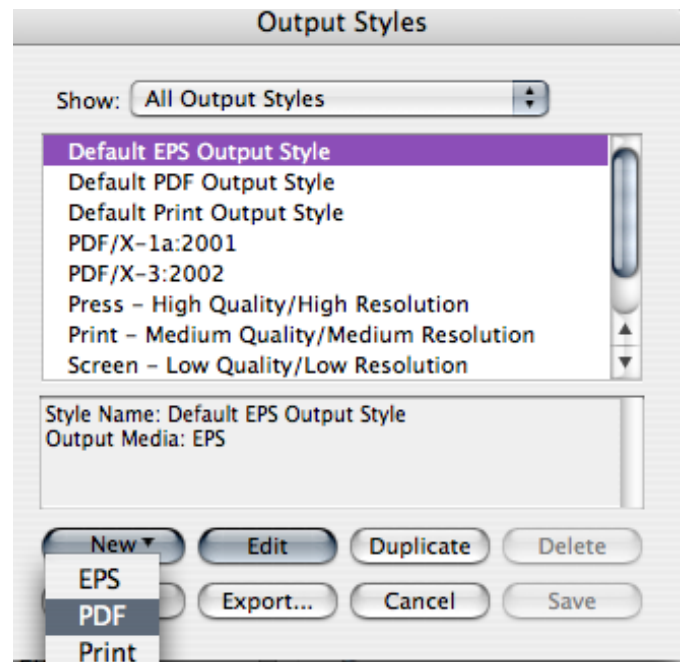 Output Styles
Show: All Output Styles
Default EPS Output Style
Default PDF Output Style
Default Print Output Style
PDF/X-1a:2001
PDF/X-3:2002
Press – High Quality/High Resolution
Print – Medium Quality/Medium Resolution
Screen – Low Quality/Low Resolution
Style Name: Default EPS Output Style
Output Media: EPS
New Edit Duplicate Delete
EPS
PDF Export... Cancel Save
Print